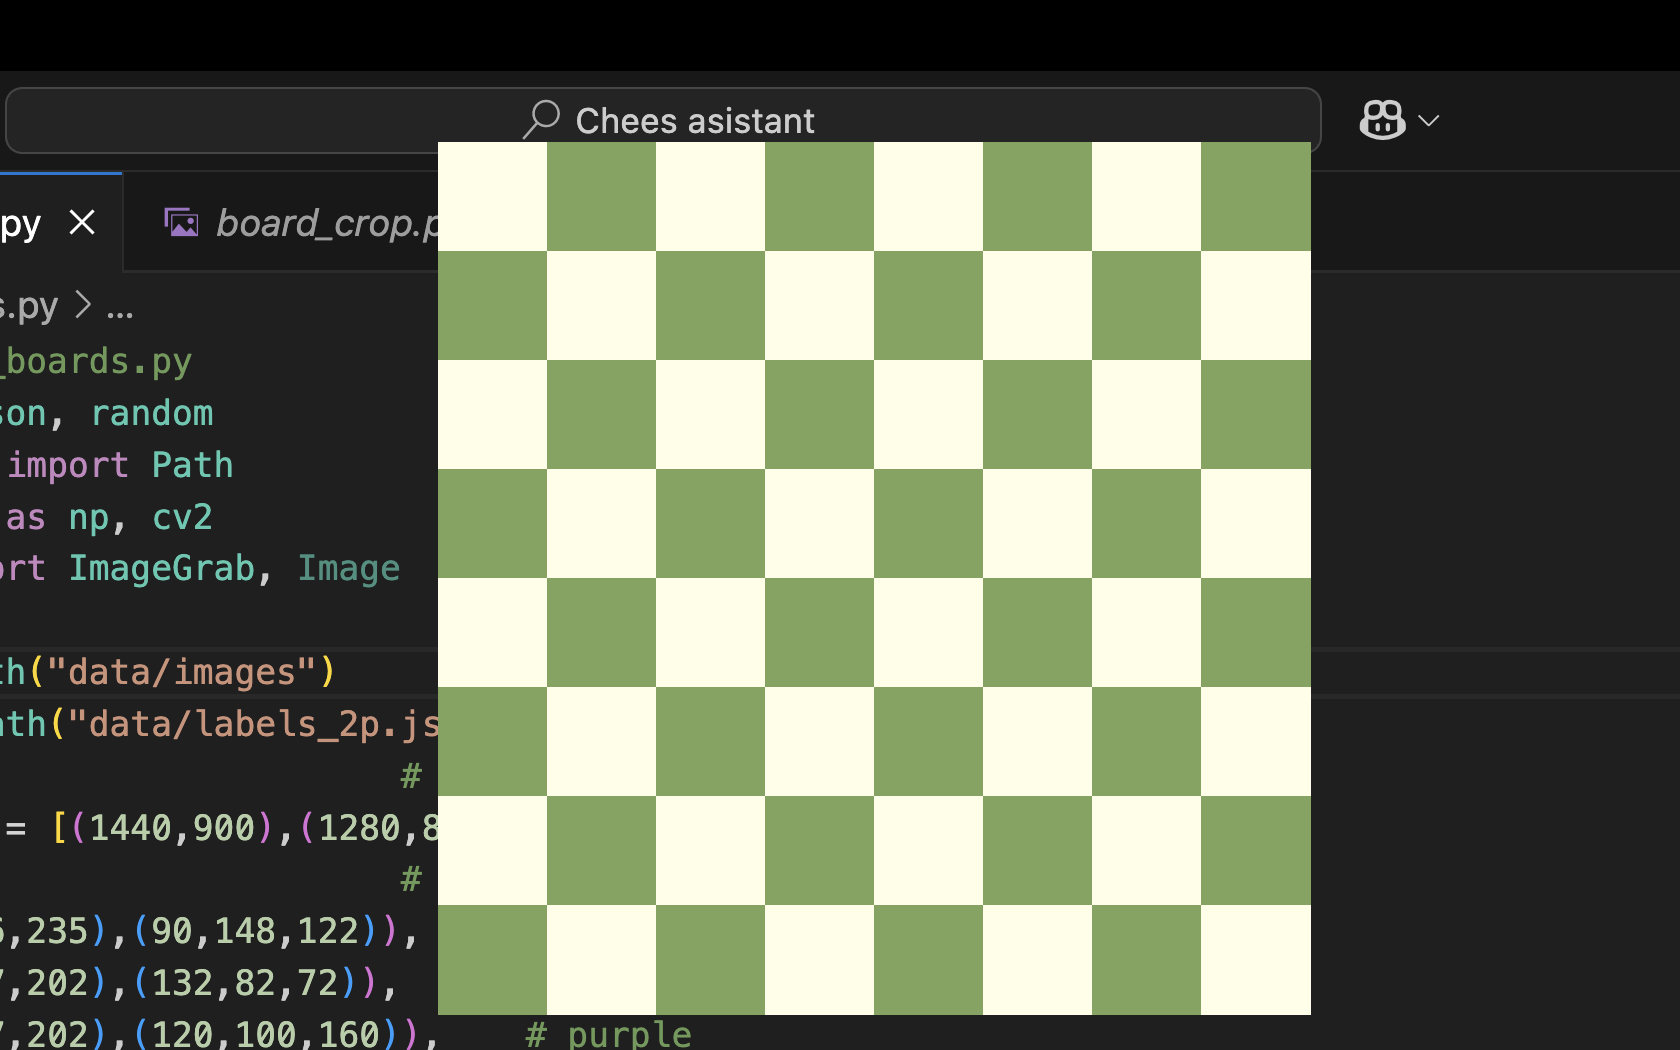 Chees asistant
py
board_crop.p
s.py > ...
_boards.py
son, random
import Path
as np, cv2
ort ImageGrab, Image
th("data/images")
ath("data/labels_2p.js
#
= [(1440,900),(1280,8
#
,235),(90,148,122)),
,202),(132,82,72)),
,202),(120,100,160)), # purple